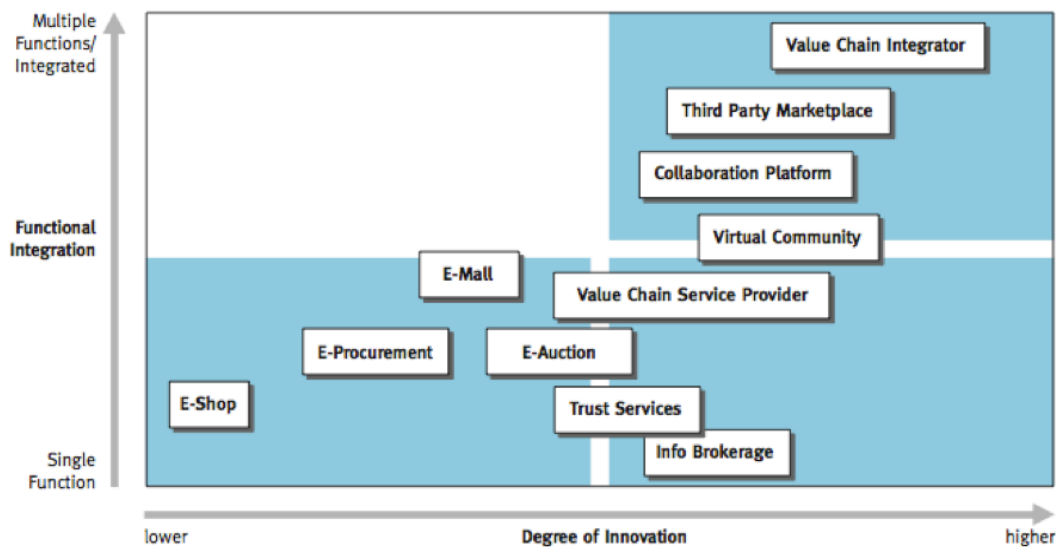 Multiple
Functions/
Integrated
Value Chain Integrator
Third Party Marketplace
Collaboration Platform
Functional
Integration
Virtual Community
E-Mall
Value Chain Service Provider
E-Procurement
E-Auction
E-Shop
Trust Services
Info Brokerage
Single
Function
lower
Degree of Innovation
higher